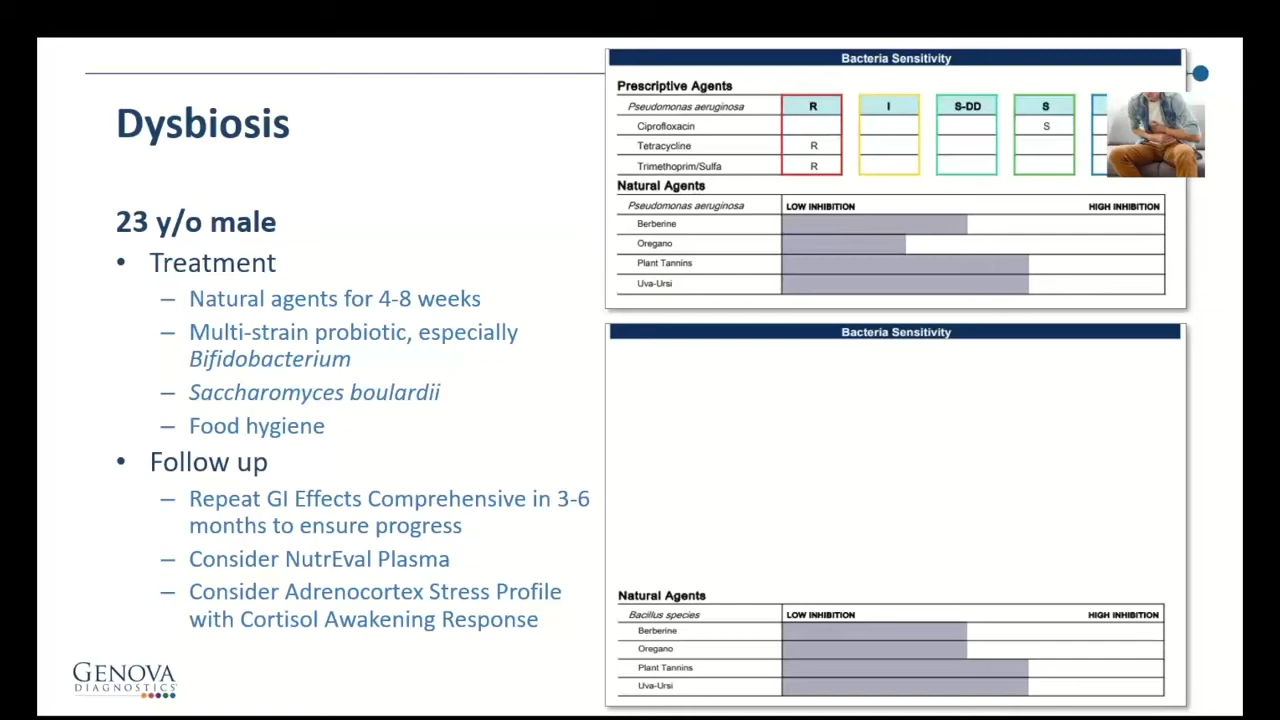 Dysbiosis
23 y/o male
• Treatment
– Natural agents for 4-8 weeks
– Multi-strain probiotic, especially
Bifidobacterium
– Saccharomyces boulardii
– Food hygiene
• Follow up
– Repeat GI Effects Comprehensive in 3-6
months to ensure progress
– Consider NutrEval Plasma
– Consider Adrenocortex Stress Profile
with Cortisol Awakening Response
GENOVA
DIAGNOSTICS
Bacteria Sensitivity
Prescriptive Agents
Pseudomonas aeruginosa R I S-DD S
Ciprofloxacin S
Tetracycline R
Trimethoprim/Sulfa R
Natural Agents
Pseudomonas aeruginosa LOW INHIBITION HIGH INHIBITION
Berberine
Oregano
Plant Tannins
Uva-Ursi
Bacteria Sensitivity
Natural Agents
Bacillus species LOW INHIBITION HIGH INHIBITION
Berberine
Oregano
Plant Tannins
Uva-Ursi